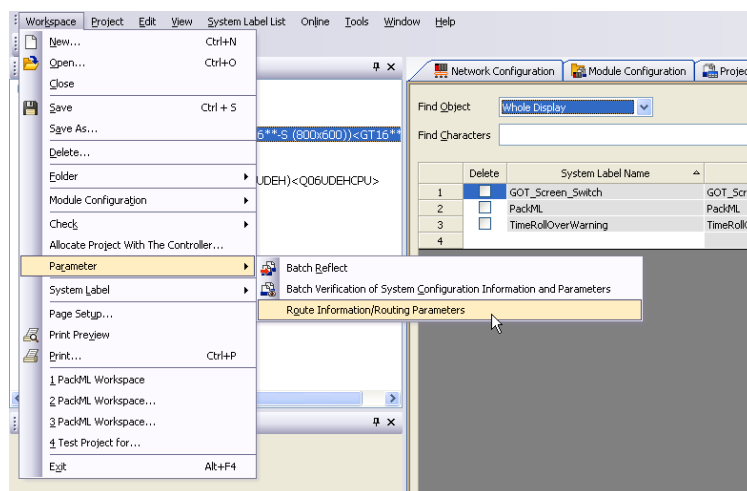 Workspace Project Edit View System Label List Online Tools Window Help
New... Ctrl+N
Open... Ctrl+O
Close
Save Ctrl + S
Save As...
Delete...
Folder
Module Configuration
Check
Allocate Project With The Controller...
Parameter
System Label
Page Setup...
Print Preview
Print... Ctrl+P
1 PackML Workspace
2 PackML Workspace...
3 PackML Workspace...
4 Test Project for...
Exit Alt+F4
Batch Reflect
Batch Verification of System Configuration Information and Parameters
Route Information/Routing Parameters
6**-S (800x600))<GT16**
UDEH)<Q06UDEHCPU>
Network Configuration Module Configuration Projec
Find Object Whole Display
Find Characters
Delete System Label Name
1 GOT_Screen_Switch GOT_Scr
2 PackML PackML
3 TimeRollOverWarning TimeRoll
4